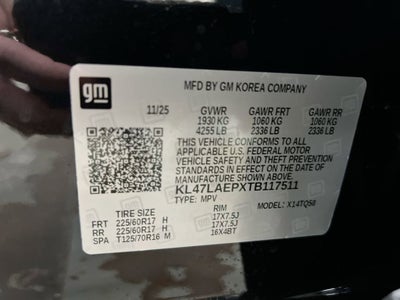 gm
MFD BY GM KOREA COMPANY
11/25 GVWR GAWR FRT GAWR RR
1930 KG 1060 KG 1060 KG
4255 LB 2336 LB 2336 LB
THIS VEHICLE CONFORMS TO ALL
APPLICABLE U.S. FEDERAL MOTOR
VEHICLE SAFETY AND THEFT PREVENTION
STANDARDS IN EFFECT ON THE DATE OF
MANUFACTURE SHOWN ABOVE.
KL47LAEPXTB117511
TYPE: MPV X14TQ58
TIRE SIZE RIM
FRT 225/60R17 H 17X7.5J
RR 225/60R17 H 17X7.5J
SPA T125/70R16 M 16X4BT